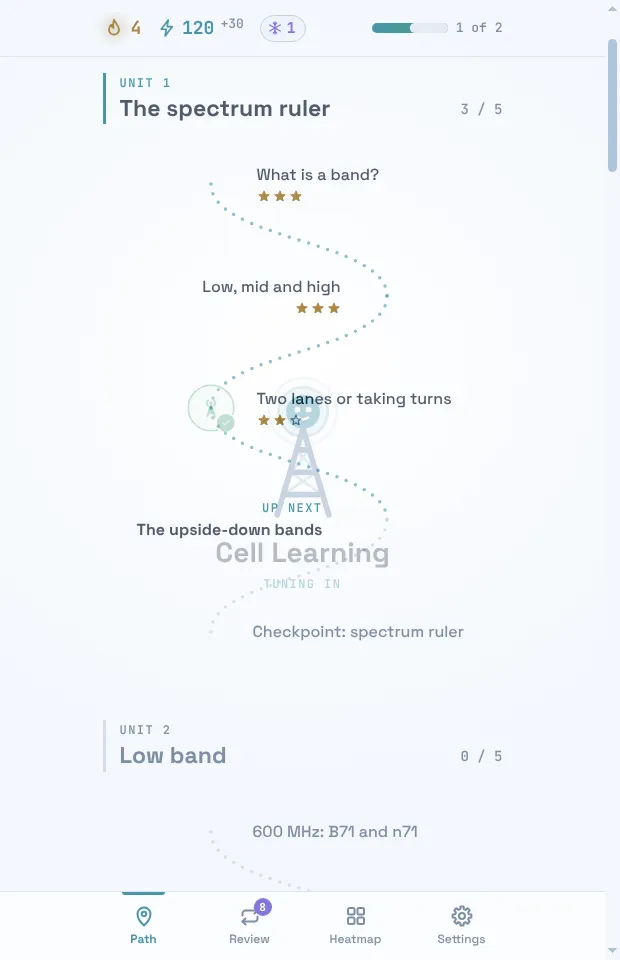 4 120 +30 1 1 of 2
UNIT 1
The spectrum ruler 3 / 5
What is a band?
Low, mid and high
Two lanes or taking turns
UP NEXT
The upside-down bands
Cell Learning
TUNING IN
Checkpoint: spectrum ruler
UNIT 2
Low band 0 / 5
600 MHz: B71 and n71
8
Path Review Heatmap Settings